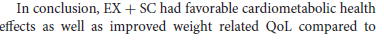 In conclusion, EX + SC had favorable cardiometabolic health
effects as well as improved weight related QoL compared to